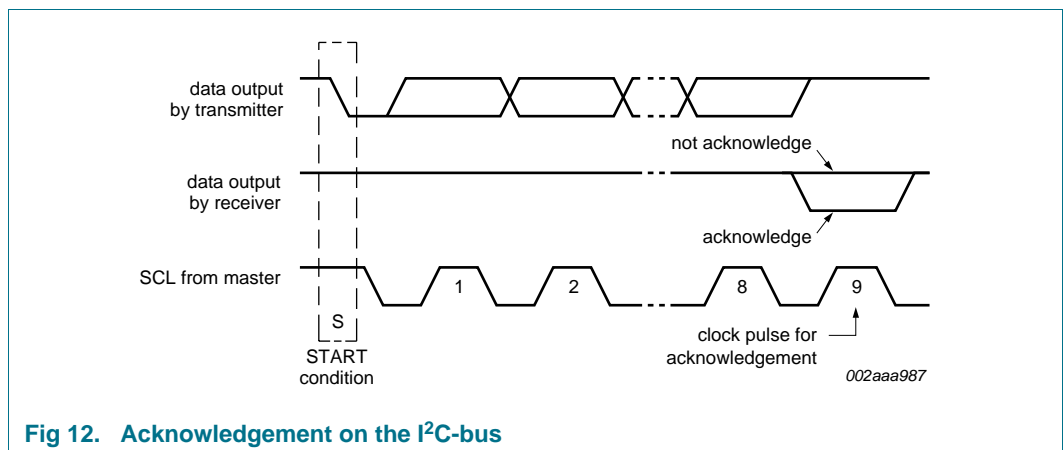 data output
by transmitter
not acknowledge
data output
by receiver
acknowledge
SCL from master
1
2
8
9
S
START
condition
clock pulse for
acknowledgement
002aaa987
Fig 12. Acknowledgement on the I²C-bus